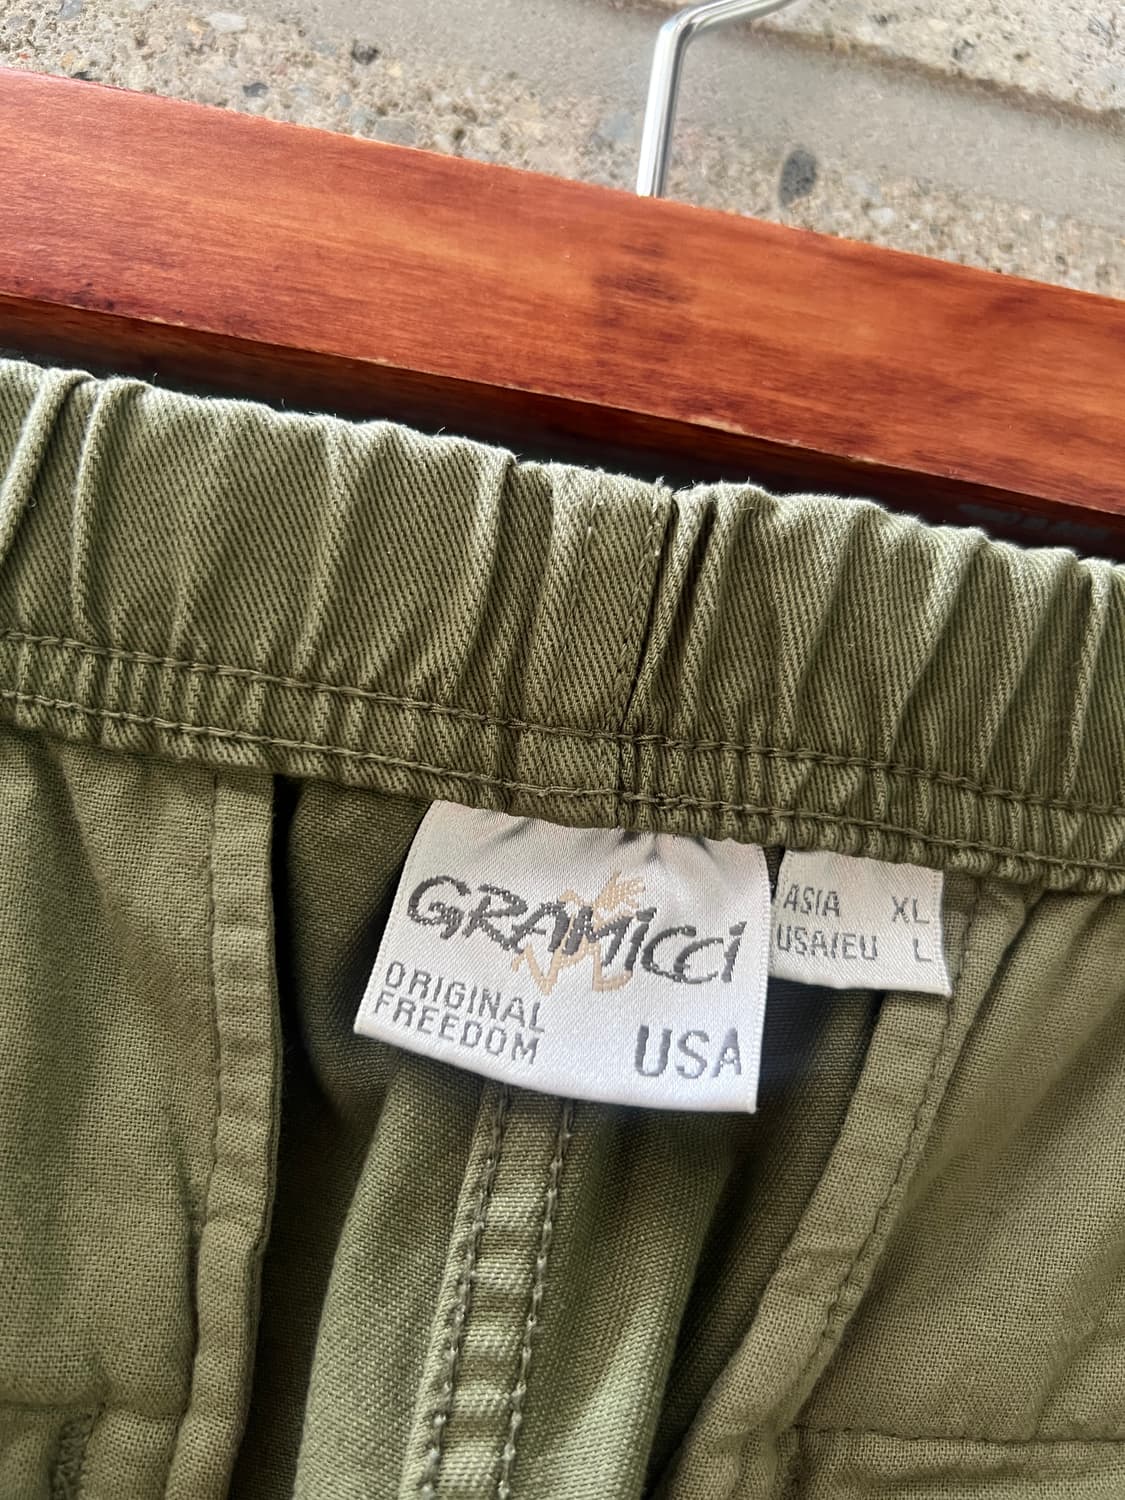 GRAMICCI
ORIGINAL
FREEDOM
USA
ASIA XL
USA/EU L